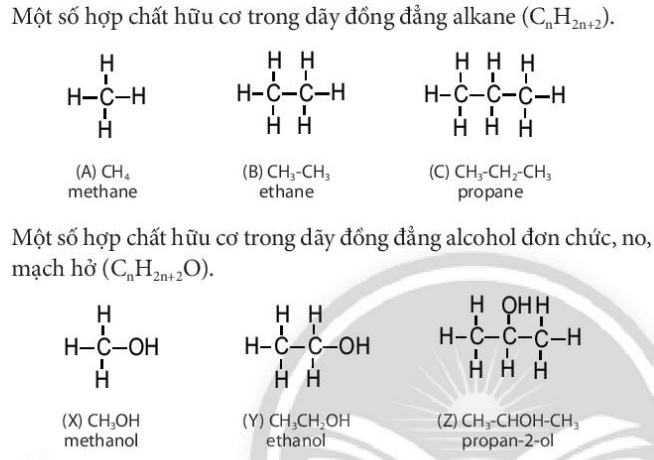 Một số hợp chất hữu cơ trong dãy đồng đẳng alkane (CₙH₂ₙ₊₂).
H   H H   H H H
H–C–H   H–C–C–H   H–C–C–C–H
H   H H   H H H
(A) CH₄   (B) CH₃-CH₃   (C) CH₃-CH₂-CH₃
methane   ethane   propane
Một số hợp chất hữu cơ trong dãy đồng đẳng alcohol đơn chức, no,
mạch hở (CₙH₂ₙ₊₂O).
H   H H   H OH H
H–C–OH   H–C–C–OH   H–C–C–C–H
H   H H   H H H
(X) CH₃OH   (Y) CH₃CH₂OH   (Z) CH₃-CHOH-CH₃
methanol   ethanol   propan-2-ol